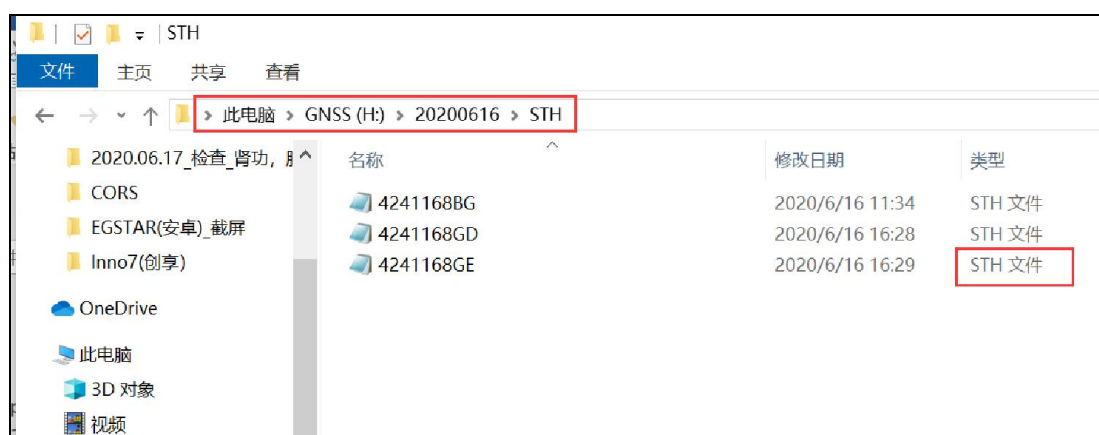 STH
文件 主页 共享 查看
此电脑 GNSS (H:) 20200616 STH
2020.06.17_检查_肾功,
CORS
EGSTAR(安卓)_截屏
Inno7(创享)
OneDrive
此电脑
3D 对象
视频
名称 修改日期 类型
4241168BG 2020/6/16 11:34 STH 文件
4241168GD 2020/6/16 16:28 STH 文件
4241168GE 2020/6/16 16:29 STH 文件